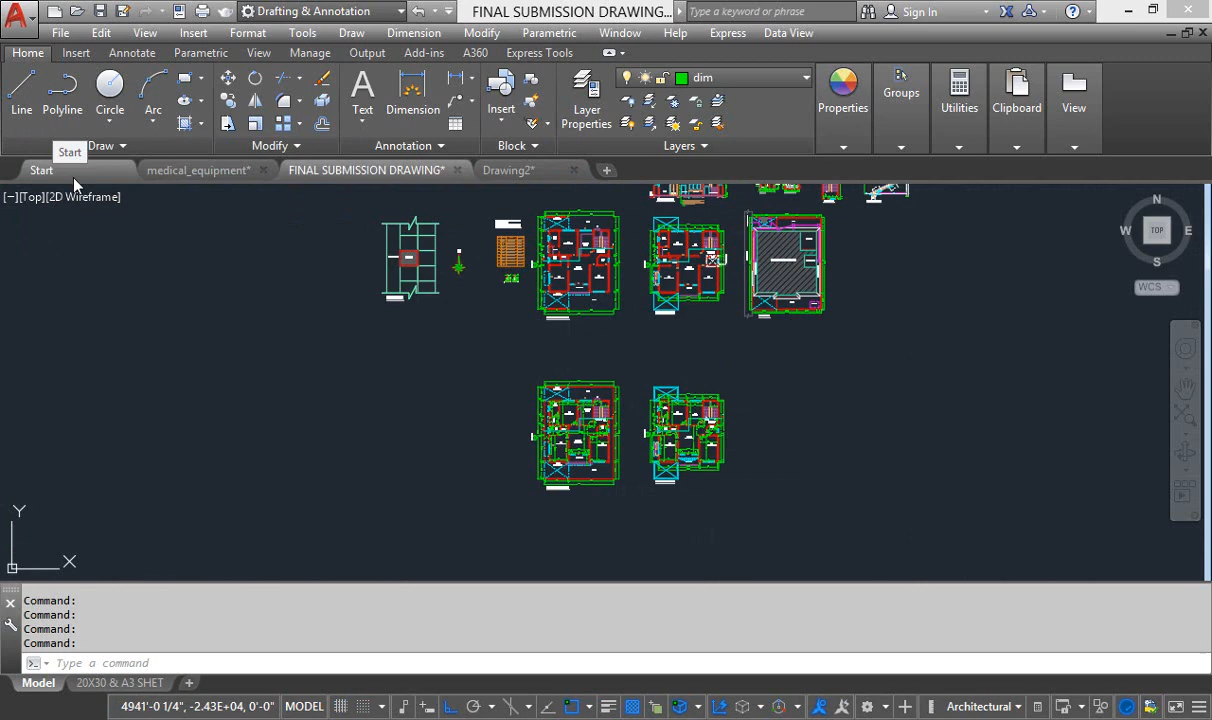 Drafting & Annotation
FINAL SUBMISSION DRAWING...
Type a keyword or phrase
Sign In
File Edit View Insert Format Tools Draw Dimension Modify Parametric Window Help Express Data View
Home Insert Annotate Parametric View Manage Output Add-ins A360 Express Tools
A
dim
Line Polyline Circle Arc
Text Dimension
Insert
Layer
Properties
Properties Groups Utilities Clipboard View
Start
Draw Modify Annotation Block Layers
Start medical_equipment* FINAL SUBMISSION DRAWING* Drawing2*
[−][Top][2D Wireframe]
N
W TOP E
S
WCS
Y
X
Command:
Command:
Command:
Command:
Type a command
Model 20X30 & A3 SHET
4941'-0 1/4", -2.43E+04, 0'-0" MODEL
Architectural